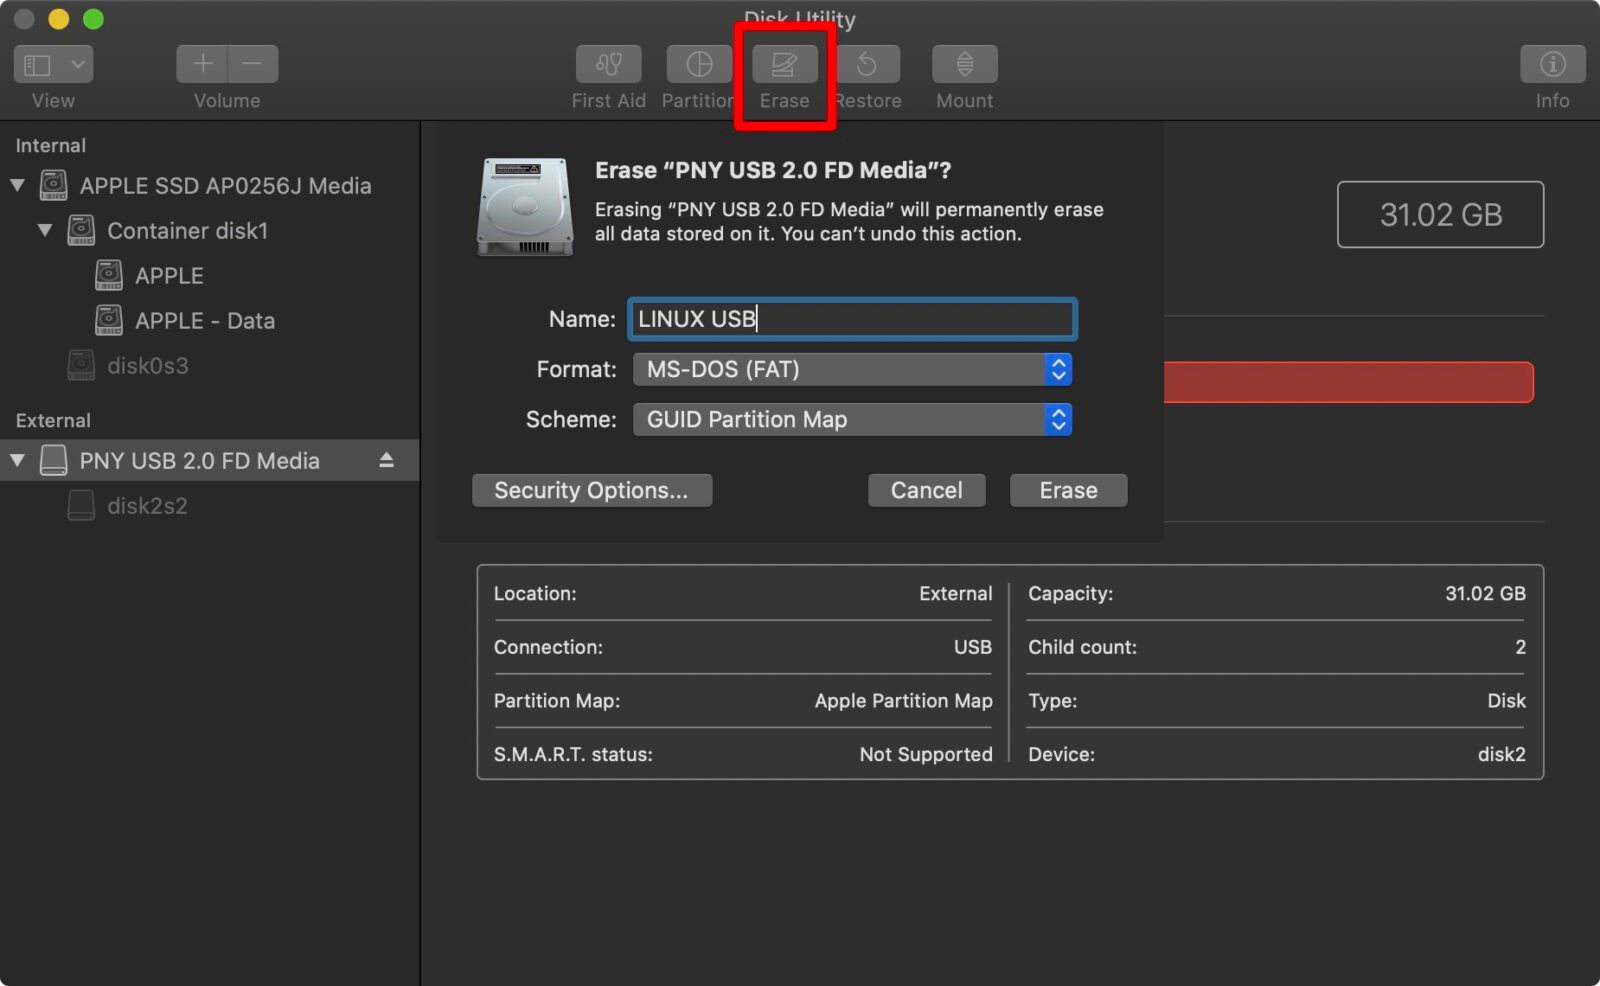 Disk Utility
View
Volume
First Aid
Partition
Erase
Restore
Mount
Info
Internal
APPLE SSD AP0256J Media
Container disk1
APPLE
APPLE - Data
disk0s3
External
PNY USB 2.0 FD Media
disk2s2
Erase “PNY USB 2.0 FD Media”?
Erasing “PNY USB 2.0 FD Media” will permanently erase
all data stored on it. You can’t undo this action.
Name: LINUX USB
Format: MS-DOS (FAT)
Scheme: GUID Partition Map
Security Options...
Cancel
Erase
31.02 GB
Location: External
Connection: USB
Partition Map: Apple Partition Map
S.M.A.R.T. status: Not Supported
Capacity: 31.02 GB
Child count: 2
Type: Disk
Device: disk2